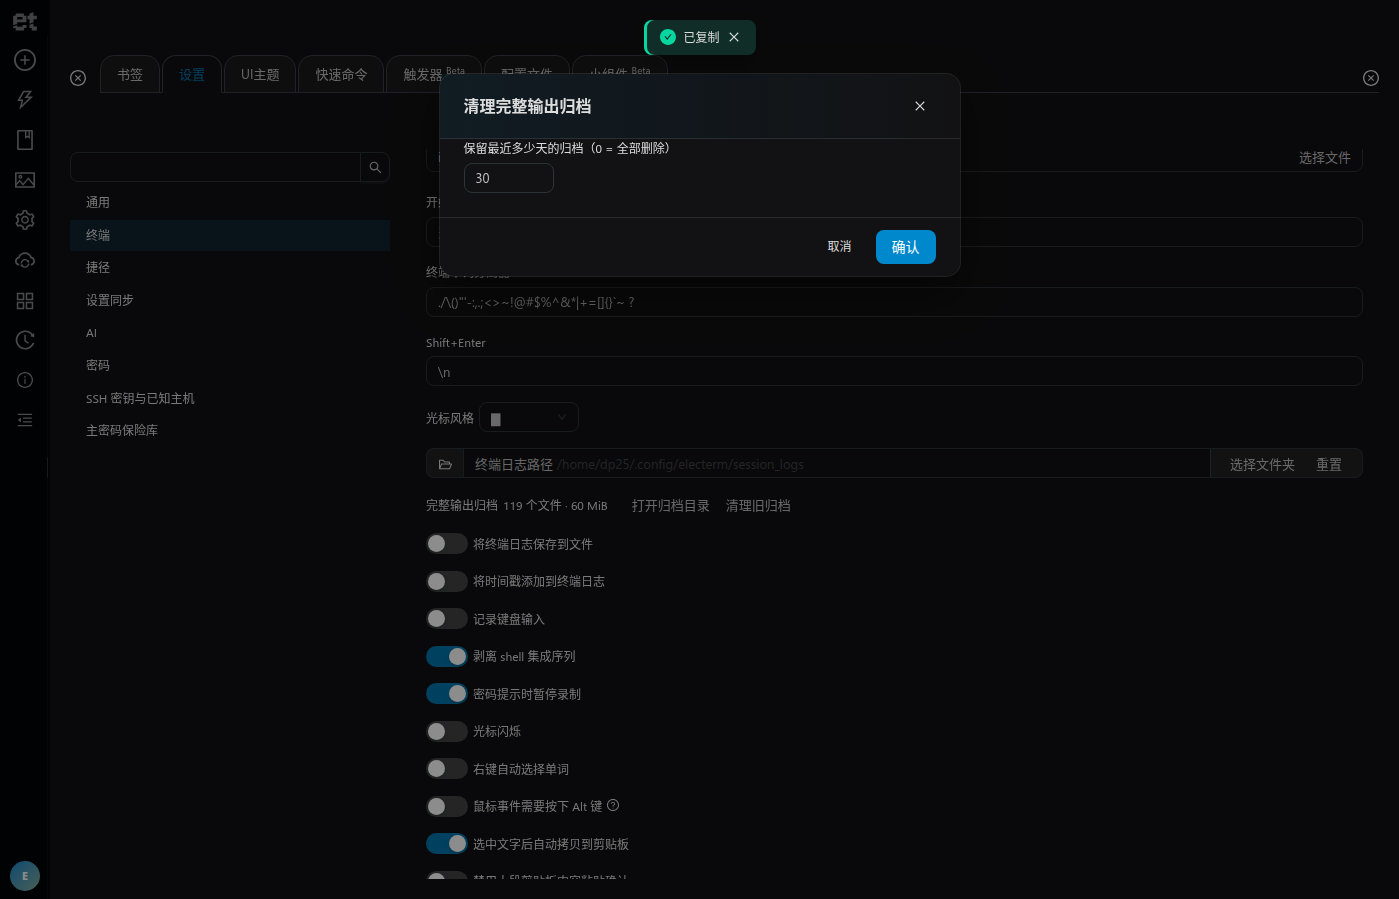 et
已复制
书签
设置
UI主题
快速命令
触发器 Beta
配置文件
小组件 Beta
清理完整输出归档
保留最近多少天的归档（0 = 全部删除）
30
取消
确认
通用
终端
捷径
设置同步
AI
密码
SSH 密钥与已知主机
主密码保险库
选择文件
./\()"'-:,.;<>~!@#$%^&*|+=[]{}`~ ?
Shift+Enter
\n
光标风格
终端日志路径 /home/dp25/.config/electerm/session_logs
选择文件夹
重置
完整输出归档 119 个文件 · 60 MiB
打开归档目录
清理旧归档
将终端日志保存到文件
将时间戳添加到终端日志
记录键盘输入
剥离 shell 集成序列
密码提示时暂停录制
光标闪烁
右键自动选择单词
鼠标事件需要按下 Alt 键
选中文字后自动拷贝到剪贴板
E